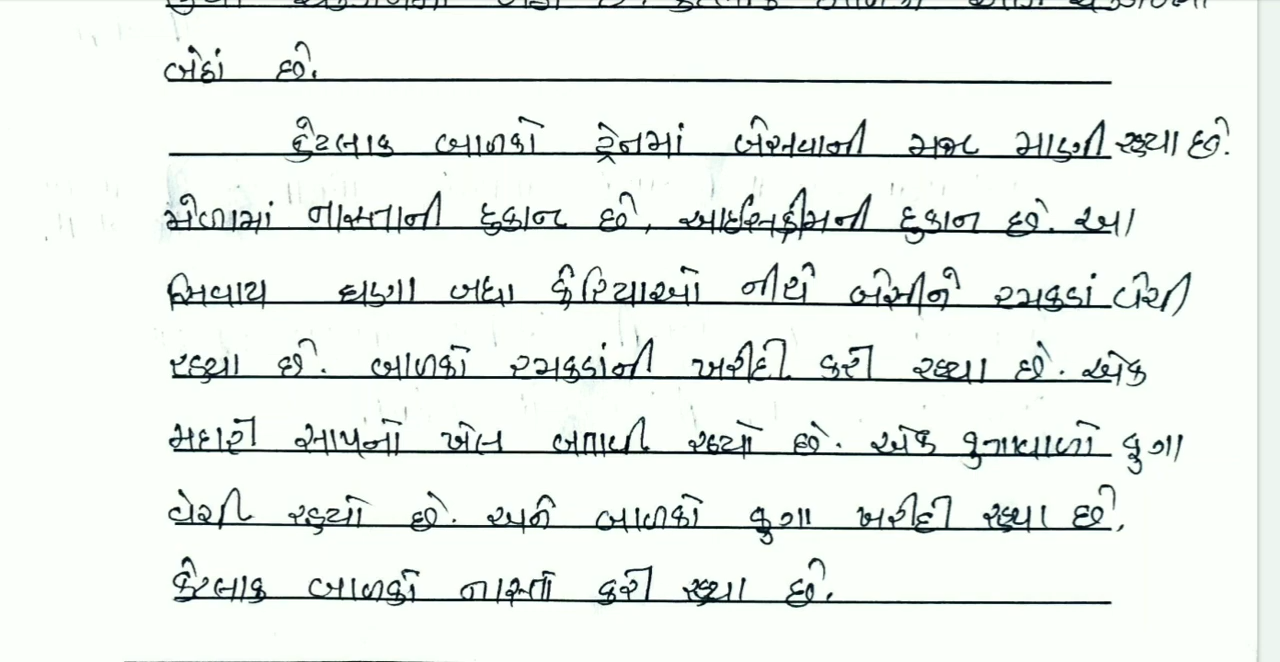 બેઠાં છે.
કેટલાક બાળકો ટ્રેનમાં બેસવાની મજા માણી રહ્યા છે.
મેળામાં નાસ્તાની દુકાન છે, આઈસ્ક્રીમની દુકાન છે. આ
સિવાય ઘણા બધા ફેરિયાઓ નીચે બેસીને રમકડાં વેચી
રહ્યા છે. બાળકો રમકડાંની ખરીદી કરી રહ્યા છે. એક
મદારી સાપનો ખેલ બતાવી રહ્યો છે. એક ફુગાવાળો ફુગા
વેચી રહ્યો છે. અને બાળકો ફુગા ખરીદી રહ્યા છે,
કેટલાક બાળકો નાસ્તો કરી રહ્યા છે.